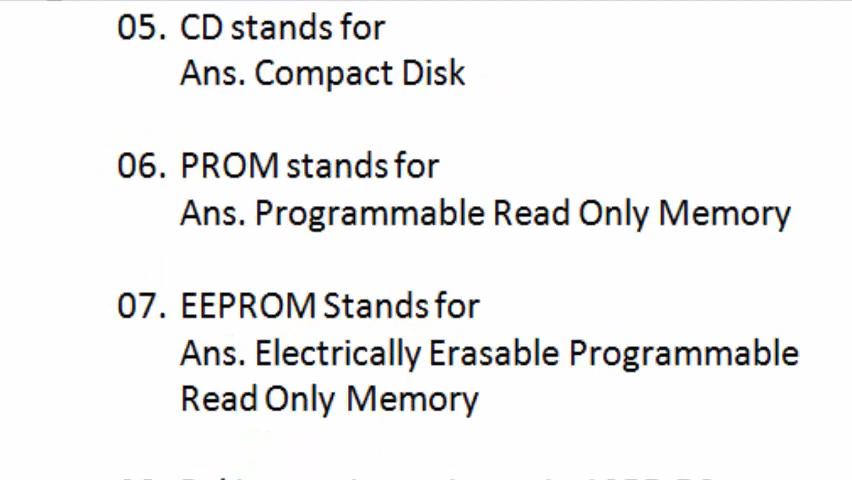 05. CD stands for
Ans. Compact Disk
06. PROM stands for
Ans. Programmable Read Only Memory
07. EEPROM Stands for
Ans. Electrically Erasable Programmable
Read Only Memory